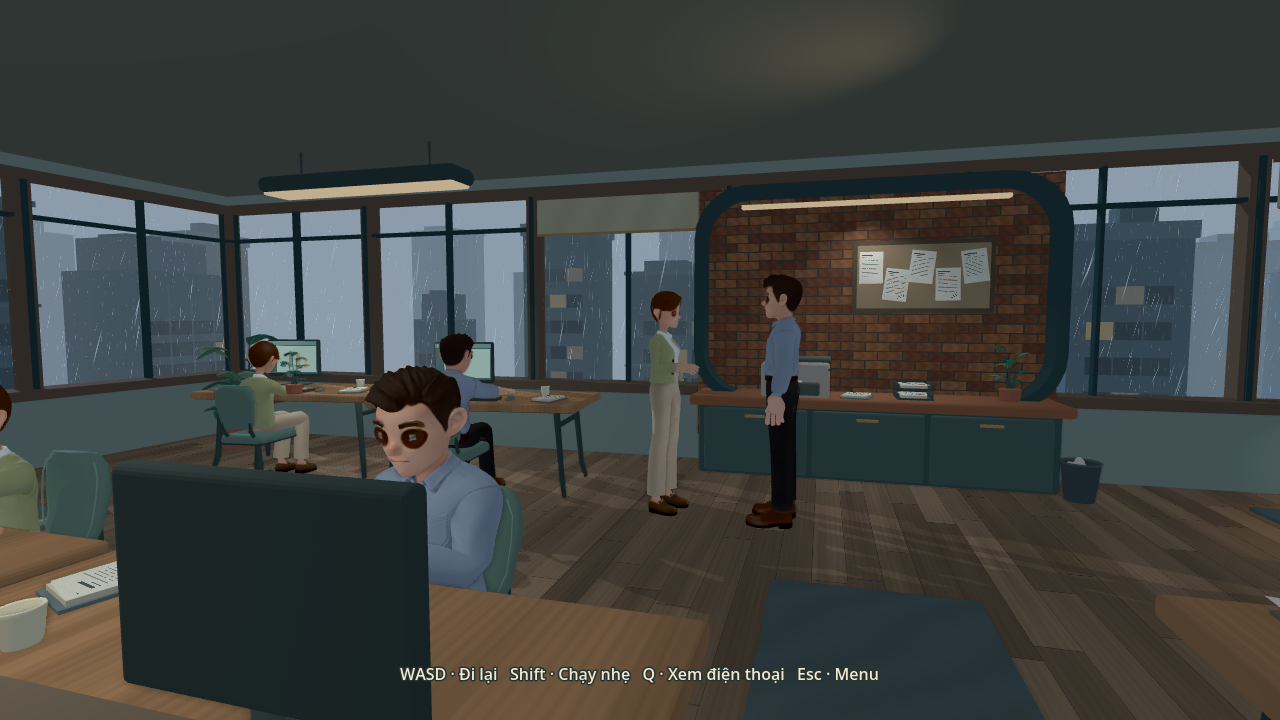 WASD · Đi lại   Shift · Chạy nhẹ   Q · Xem điện thoại   Esc · Menu